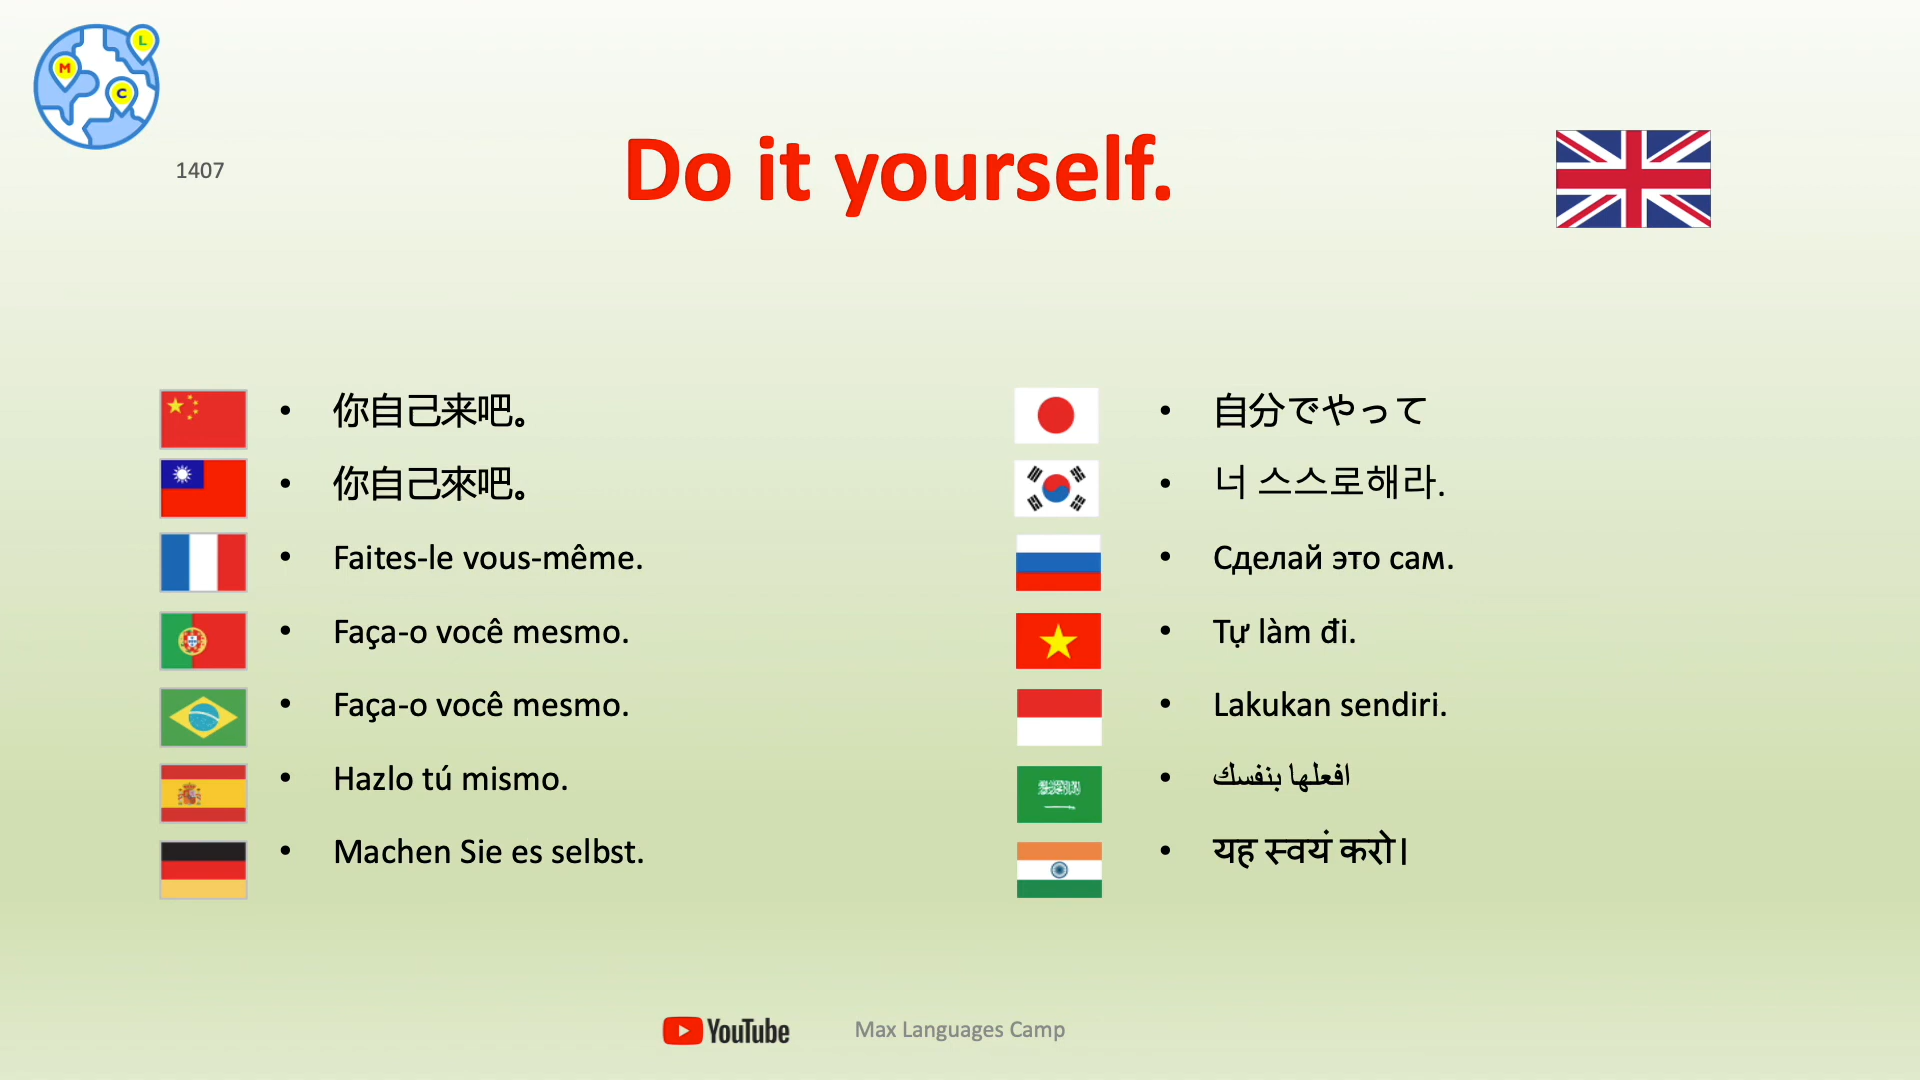 L
M
C
1407
Do it yourself.
你自己来吧。
你自己來吧。
Faites-le vous-même.
Faça-o você mesmo.
Faça-o você mesmo.
Hazlo tú mismo.
Machen Sie es selbst.
自分でやって
너 스스로해라.
Сделай это сам.
Tự làm đi.
Lakukan sendiri.
افعلها بنفسك
यह स्वयं करो।
YouTube
Max Languages Camp